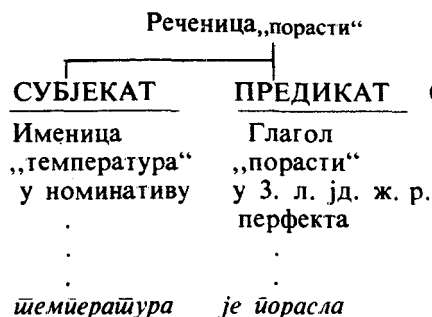 Реченица „порасти“
СУБЈЕКАТ ПРЕДИКАТ
Именица Глагол
„температура“ „порасти“
у номинативу у 3. л. јд. ж. р.
перфекта
. .
. .
температура је порасла